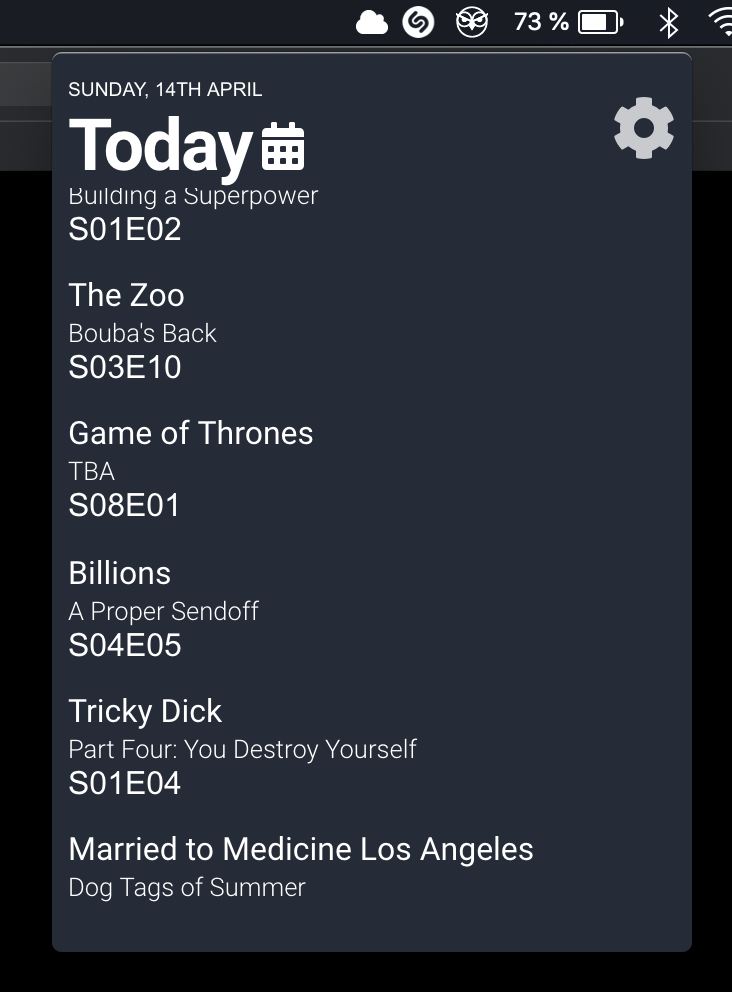 73 %
SUNDAY, 14TH APRIL
Today
Building a Superpower
S01E02
The Zoo
Bouba's Back
S03E10
Game of Thrones
TBA
S08E01
Billions
A Proper Sendoff
S04E05
Tricky Dick
Part Four: You Destroy Yourself
S01E04
Married to Medicine Los Angeles
Dog Tags of Summer